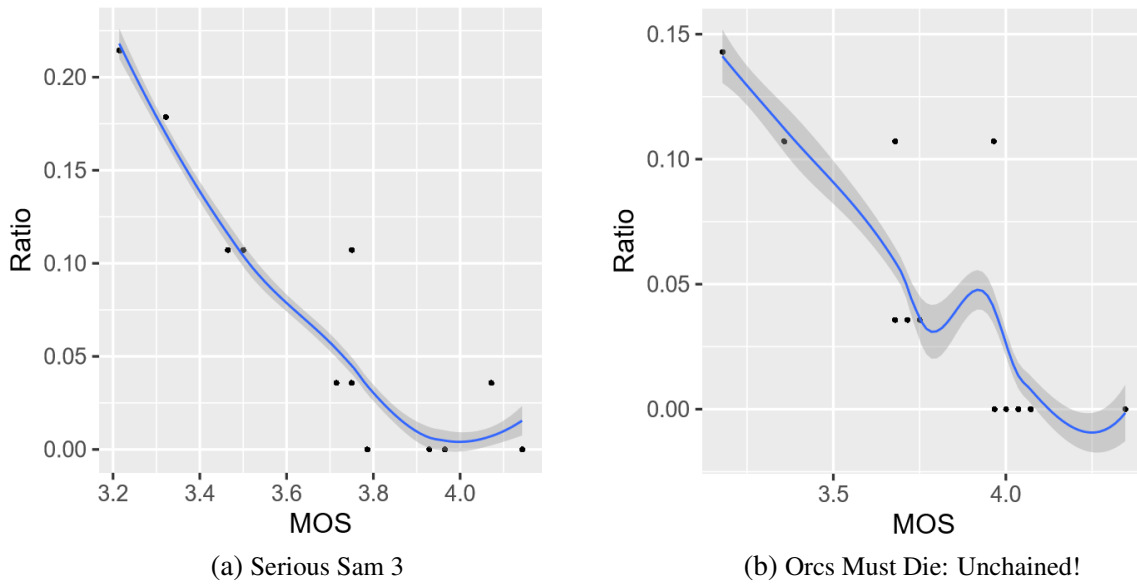 Ratio
0.20
0.15
0.10
0.05
0.00
3.2 3.4 3.6 3.8 4.0
MOS
(a) Serious Sam 3
Ratio
0.15
0.10
0.05
0.00
3.5 4.0
MOS
(b) Orcs Must Die: Unchained!